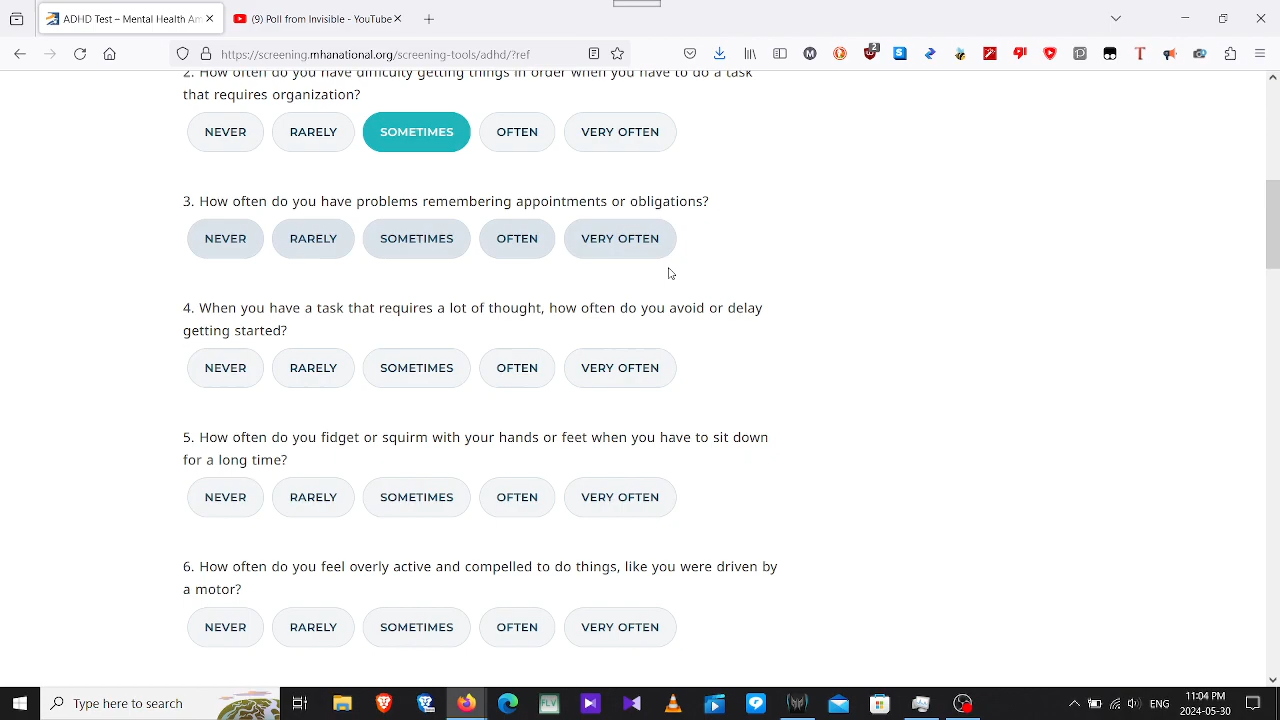 ADHD Test – Mental Health Am
(9) Poll from Invisible - YouTube
https://screening.mhanational.org/screening-tools/adhd/?ref
2
2. How often do you have difficulty getting things in order when you have to do a task
that requires organization?
NEVER RARELY SOMETIMES OFTEN VERY OFTEN
3. How often do you have problems remembering appointments or obligations?
NEVER RARELY SOMETIMES OFTEN VERY OFTEN
4. When you have a task that requires a lot of thought, how often do you avoid or delay
getting started?
NEVER RARELY SOMETIMES OFTEN VERY OFTEN
5. How often do you fidget or squirm with your hands or feet when you have to sit down
for a long time?
NEVER RARELY SOMETIMES OFTEN VERY OFTEN
6. How often do you feel overly active and compelled to do things, like you were driven by
a motor?
NEVER RARELY SOMETIMES OFTEN VERY OFTEN
Type here to search
FLV
ENG
11:04 PM
2024-05-30